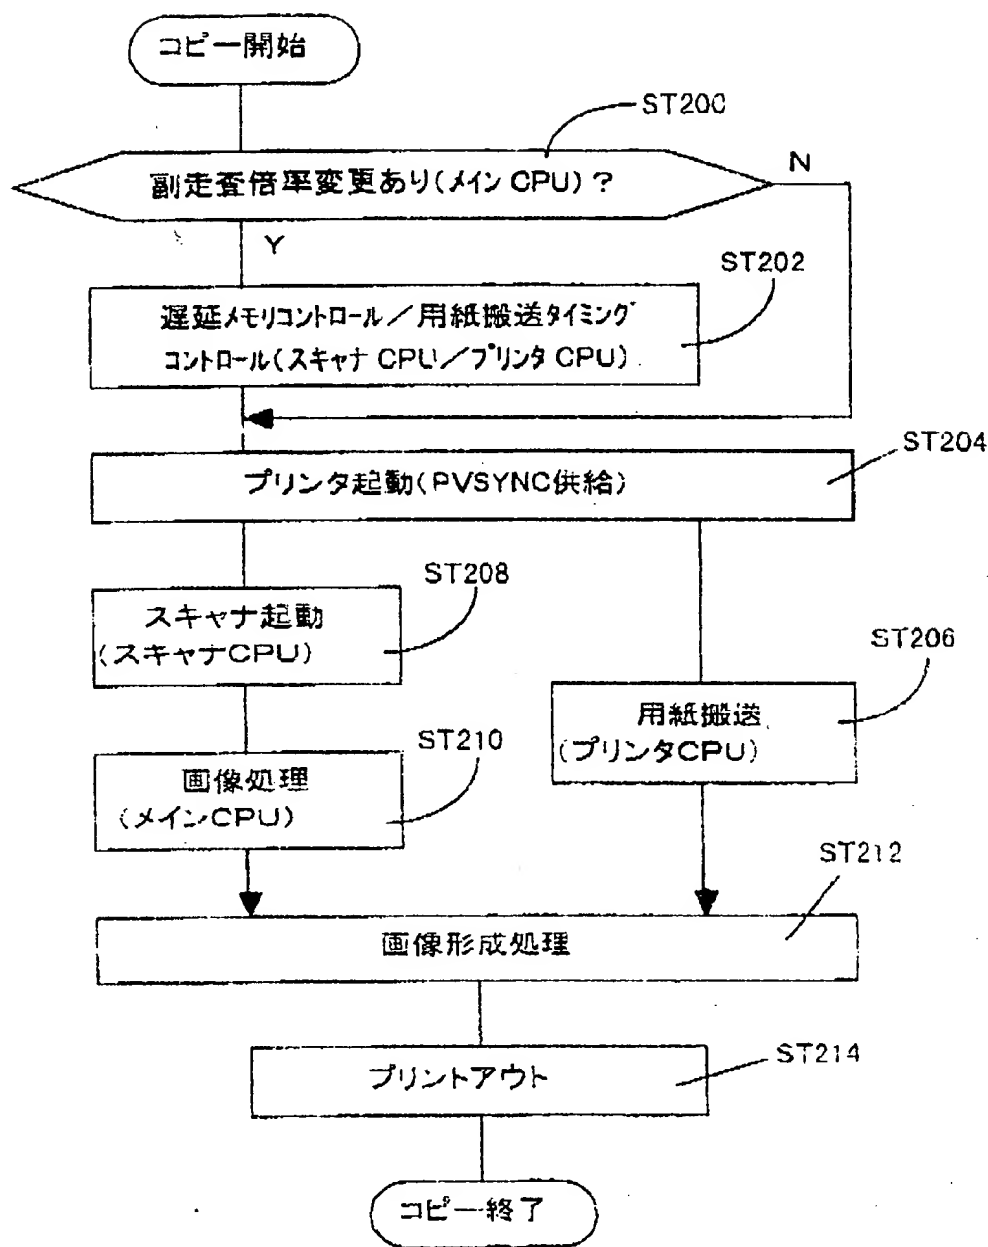 コピー開始
ST200
副走査倍率変更あり(メイン CPU)?
N
Y
ST202
遅延メモリコントロール/用紙搬送タイミング
コントロール(スキャナ CPU/プリンタ CPU)
ST204
プリンタ起動(PVSYNC供給)
ST208
スキャナ起動
(スキャナCPU)
ST206
用紙搬送
(プリンタCPU)
ST210
画像処理
(メインCPU)
ST212
画像形成処理
ST214
プリントアウト
コピー終了